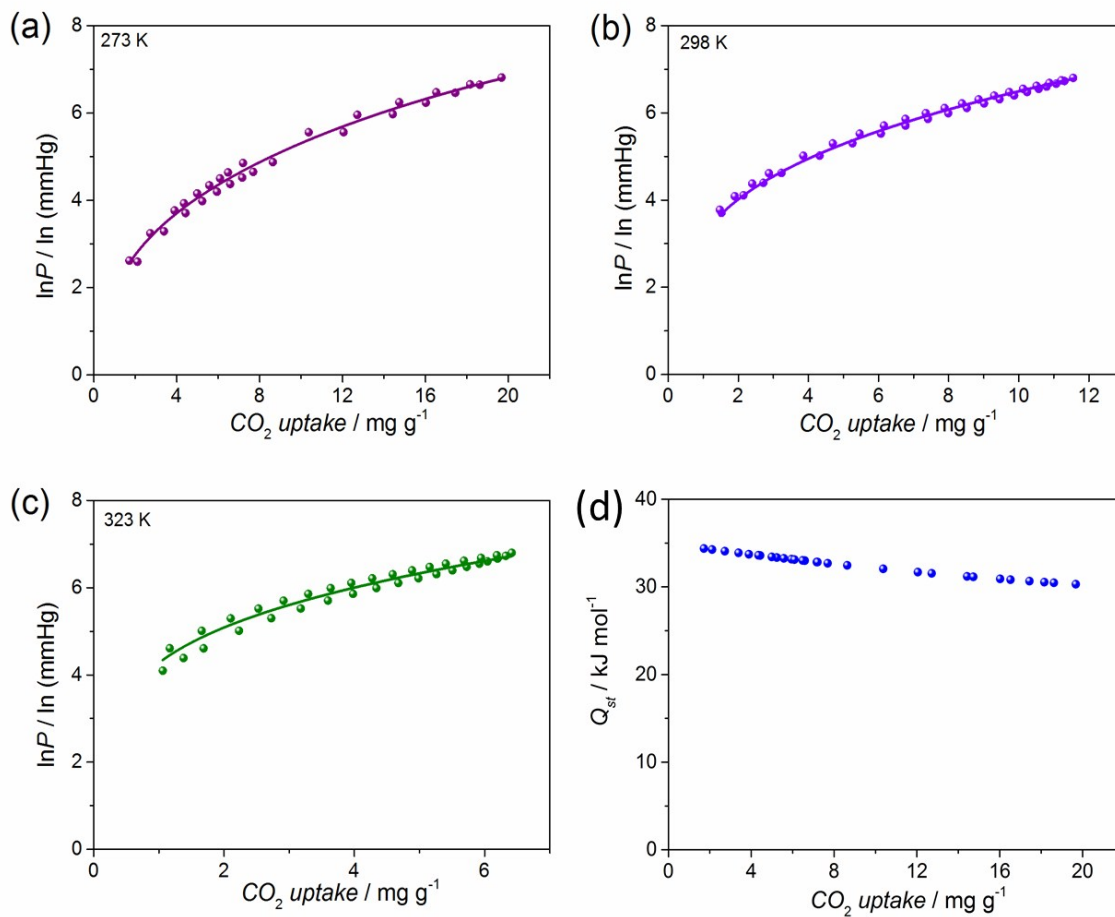 (a)
273 K
8
6
4
2
0
lnP / ln (mmHg)
0 4 8 12 16 20
CO₂ uptake / mg g⁻¹
(b)
298 K
8
6
4
2
0
lnP / ln (mmHg)
0 2 4 6 8 10 12
CO₂ uptake / mg g⁻¹
(c)
323 K
8
6
4
2
0
lnP / ln (mmHg)
0 2 4 6
CO₂ uptake / mg g⁻¹
(d)
40
30
20
10
0
Qst / kJ mol⁻¹
0 4 8 12 16 20
CO₂ uptake / mg g⁻¹